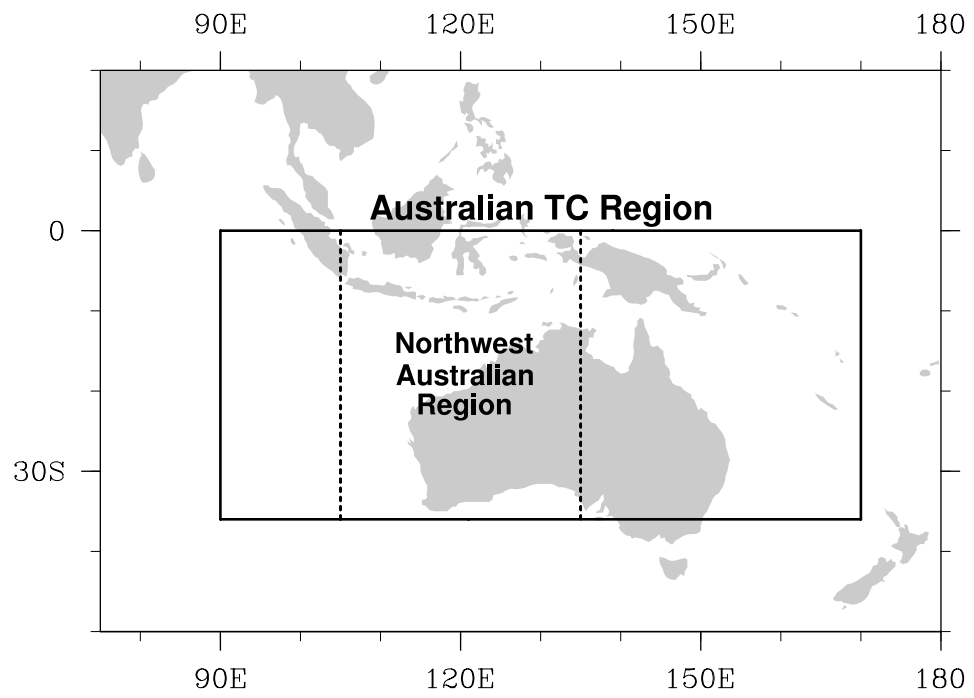 90E 120E 150E 180
Australian TC Region
0
Northwest
Australian
Region
30S
90E 120E 150E 180